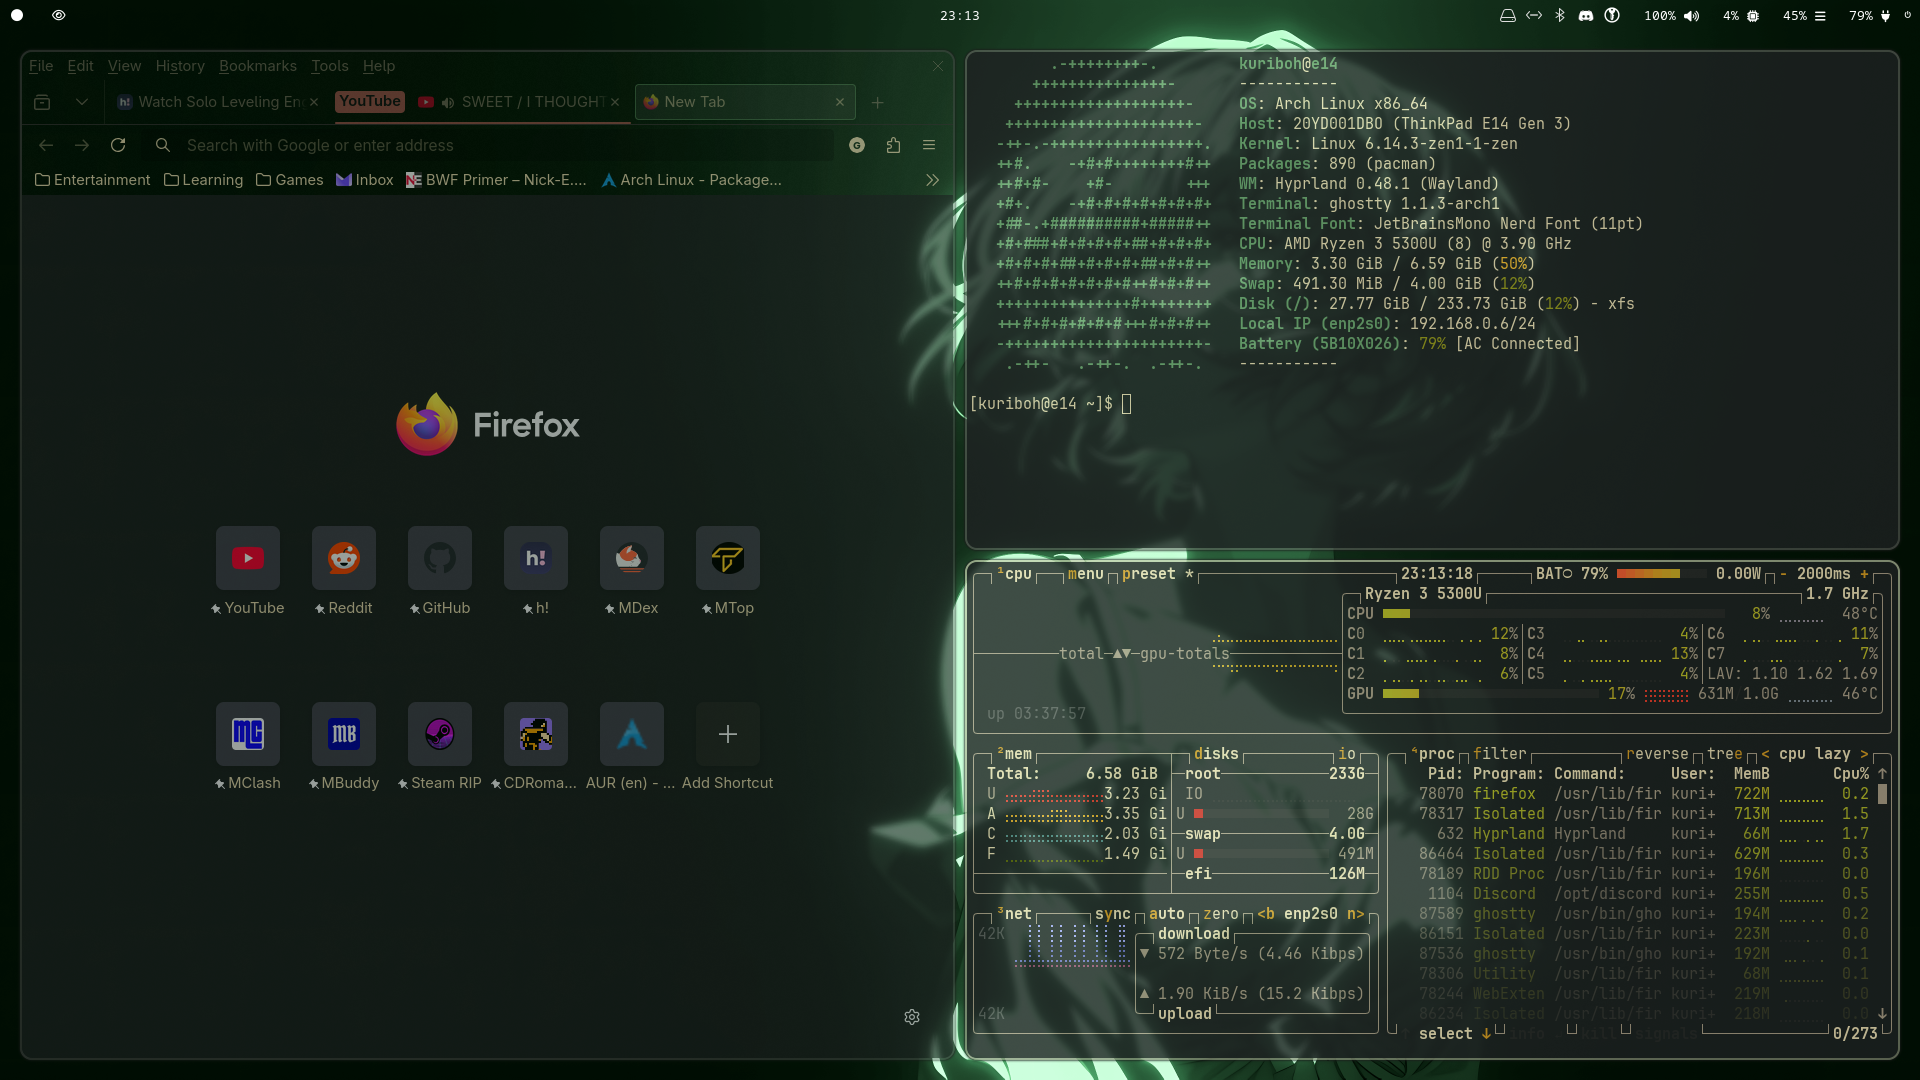 23:13
100% 4% 45% 79%
File Edit View History Bookmarks Tools Help
Watch Solo Leveling En
YouTube
SWEET / I THOUGHT
New Tab
Search with Google or enter address
Entertainment Learning Games Inbox BWF Primer – Nick-E.... Arch Linux - Package...
Firefox
YouTube Reddit GitHub h! MDex MTop
MClash MBuddy Steam RIP CDRoma... AUR (en) - ... Add Shortcut
kuriboh@e14
-----------
OS: Arch Linux x86_64
Host: 20YD001DBO (ThinkPad E14 Gen 3)
Kernel: Linux 6.14.3-zen1-1-zen
Packages: 890 (pacman)
WM: Hyprland 0.48.1 (Wayland)
Terminal: ghostty 1.1.3-arch1
Terminal Font: JetBrainsMono Nerd Font (11pt)
CPU: AMD Ryzen 3 5300U (8) @ 3.90 GHz
Memory: 3.30 GiB / 6.59 GiB (50%)
Swap: 491.30 MiB / 4.00 GiB (12%)
Disk (/): 27.77 GiB / 233.73 GiB (12%) - xfs
Local IP (enp2s0): 192.168.0.6/24
Battery (5B10X026): 79% [AC Connected]
-----------
[kuriboh@e14 ~]$
¹cpu menu preset * 23:13:18 BAT 79% 0.00W - 2000ms +
Ryzen 3 5300U 1.7 GHz
CPU 8% 48°C
C0 12% C3 4% C6 11%
total ▲▼ gpu-totals
C1 8% C4 13% C7 7%
C2 6% C5 4% LAV: 1.10 1.62 1.69
GPU 17% 631M 1.0G 46°C
up 03:37:57
²mem
Total: 6.58 GiB
U 3.23 Gi
A 3.35 Gi
C 2.03 Gi
F 1.49 Gi
disks io
root 233G
IO
U 28G
swap 4.0G
U 491M
efi 126M
³net sync auto zero <b enp2s0 n>
42K
download
▼ 572 Byte/s (4.46 Kibps)
▲ 1.90 KiB/s (15.2 Kibps)
42K
upload
⁴proc filter reverse tree < cpu lazy >
Pid: Program: Command: User: MemB Cpu% ↑
78070 firefox /usr/lib/fir kuri+ 722M 0.2
78317 Isolated /usr/lib/fir kuri+ 713M 1.5
632 Hyprland Hyprland kuri+ 66M 1.7
86464 Isolated /usr/lib/fir kuri+ 629M 0.3
78189 RDD Proc /usr/lib/fir kuri+ 196M 0.0
1104 Discord /opt/discord kuri+ 255M 0.5
87589 ghostty /usr/bin/gho kuri+ 194M 0.2
86151 Isolated /usr/lib/fir kuri+ 223M 0.0
87536 ghostty /usr/bin/gho kuri+ 192M 0.1
78306 Utility /usr/lib/fir kuri+ 68M 0.1
78244 WebExten /usr/lib/fir kuri+ 219M 0.0
86234 Isolated /usr/lib/fir kuri+ 218M 0.0 ↓
select ↓ info kill signals 0/273